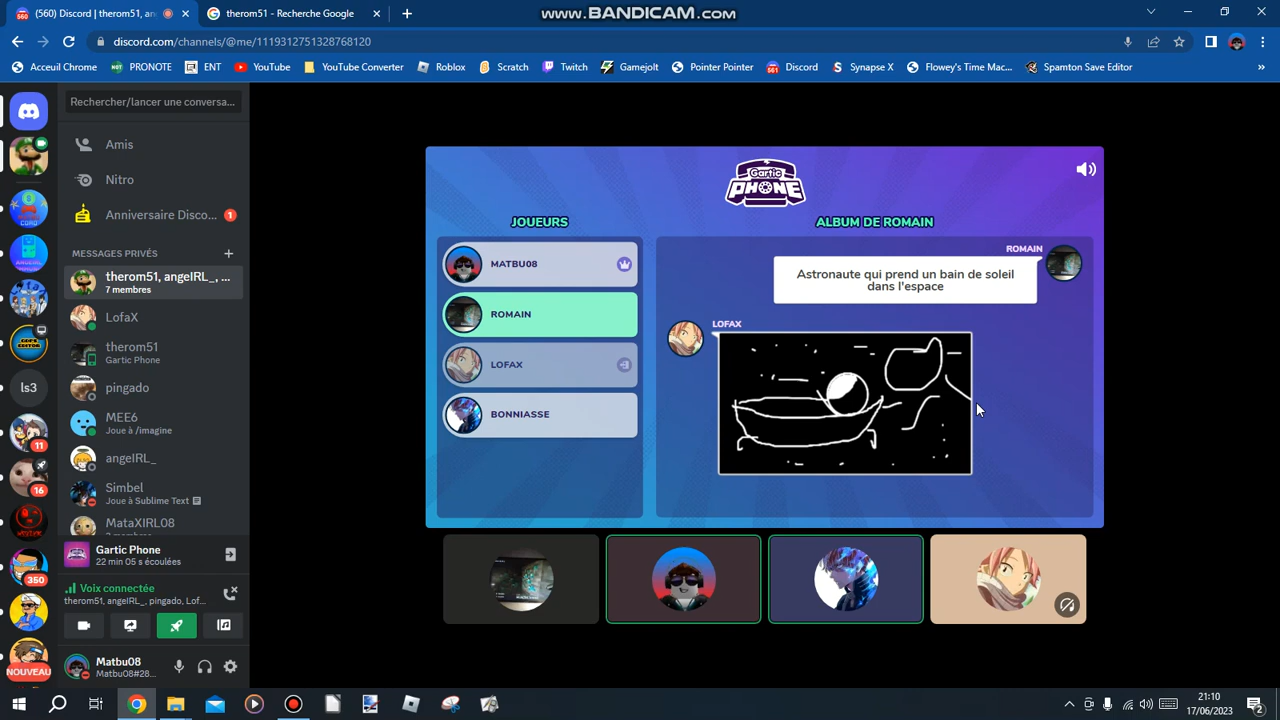 www.BANDICAM.com
(560) Discord | therom51, an
therom51 - Recherche Google
discord.com/channels/@me/1119312751328768120
Acceuil Chrome
PRONOTE
ENT
YouTube
YouTube Converter
Roblox
Scratch
Twitch
Gamejolt
Pointer Pointer
Discord
Synapse X
Flowey's Time Mac...
Spamton Save Editor
»
Rechercher/lancer une conversa...
Amis
Nitro
Anniversaire Disco...
1
MESSAGES PRIVÉS
therom51, angeIRL_, ...
7 membres
LofaX
therom51
Gartic Phone
pingado
MEE6
Joue à /imagine
angeIRL_
Simbel
Joue à Sublime Text
MataXIRL08
ls3
11
16
350
NOUVEAU
Gartic Phone
22 min 05 s écoulées
Voix connectée
therom51, angeIRL_, pingado, Lof...
Matbu08
Matbu08#28...
Gartic
PHONE
JOUEURS
MATBU08
ROMAIN
LOFAX
BONNIASSE
ALBUM DE ROMAIN
ROMAIN
Astronaute qui prend un bain de soleil
dans l'espace
LOFAX
21:10
17/06/2023
2